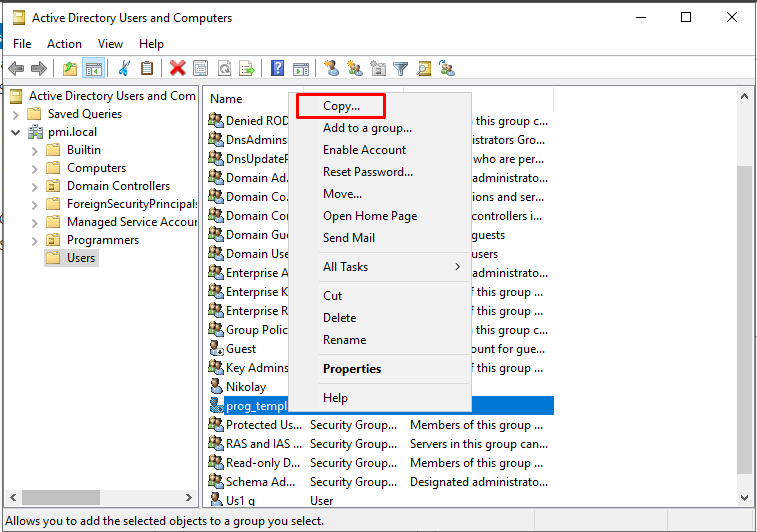 Active Directory Users and Computers
File Action View Help
Active Directory Users and Com
Saved Queries
pmi.local
Builtin
Computers
Domain Controllers
ForeignSecurityPrincipals
Managed Service Accour
Programmers
Users
Name
Denied ROD
n this group c...
DnsAdmins
istrators Gro...
DnsUpdateP
who are per...
Domain Ad...
administrato...
Domain Co...
ions and ser...
Domain Con
controllers i...
Domain Gue
guests
Domain Use
users
Enterprise A
administrato...
Enterprise K
of this group ...
Enterprise R
of this group ...
Group Polic
of this group c...
Guest
ount for gue...
Key Admins
of this group ...
Nikolay
prog_templ
Protected Us... Security Group... Members of this group ...
RAS and IAS ... Security Group... Servers in this group can...
Read-only D... Security Group... Members of this group ...
Schema Ad... Security Group... Designated administrato...
Us1 q User
Copy...
Add to a group...
Enable Account
Reset Password...
Move...
Open Home Page
Send Mail
All Tasks
Cut
Delete
Rename
Properties
Help
Allows you to add the selected objects to a group you select.